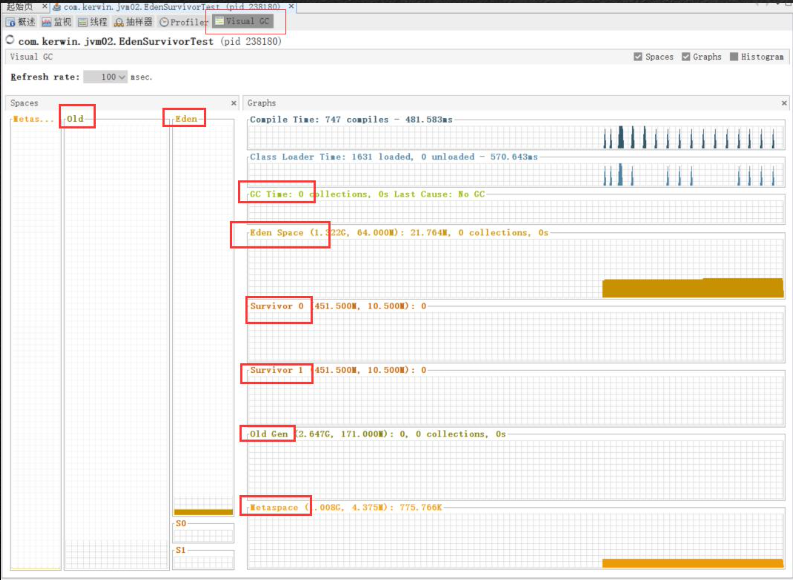 起始页 × com.kerwin.jvm02.EdenSurvivorTest (pid 238180) ×
概述 监视 线程 抽样器 Profiler Visual GC
com.kerwin.jvm02.EdenSurvivorTest (pid 238180)
Visual GC Spaces Graphs Histogram
Refresh rate: 100 msec.
Spaces ×
Metas... Old Eden
S0
S1
Graphs ×
Compile Time: 747 compiles - 481.583ms
Class Loader Time: 1631 loaded, 0 unloaded - 570.643ms
GC Time: 0 collections, 0s Last Cause: No GC
Eden Space (1.322G, 64.000M): 21.764M, 0 collections, 0s
Survivor 0 (451.500M, 10.500M): 0
Survivor 1 (451.500M, 10.500M): 0
Old Gen (2.647G, 171.000M): 0, 0 collections, 0s
Metaspace (1.008G, 4.375M): 775.766K